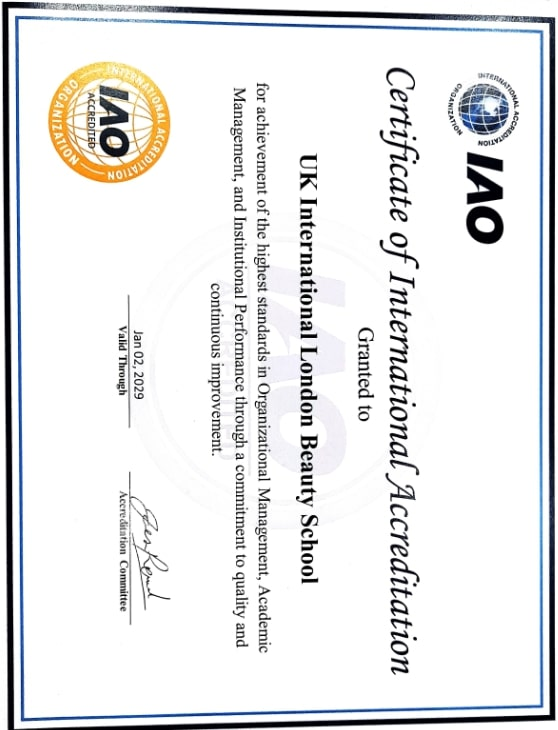 INTERNATIONAL ACCREDITATION ORGANIZATION
IAO
Certificate of International Accreditation
Granted to
UK International London Beauty School
for achievement of the highest standards in Organizational Management, Academic
Management, and Institutional Performance through a commitment to quality and
continuous improvement.
INTERNATIONAL ACCREDITATION ORGANIZATION
IAO
ACCREDITED
Jan 02, 2029
Valid Through
Accreditation Committee